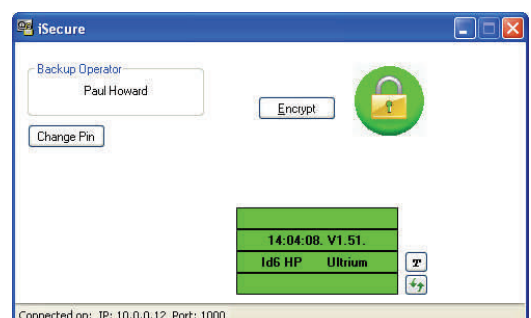 iSecure
Backup Operator
Paul Howard
Encrypt
Change Pin
14:04:08. V1.51.
Id6 HP Ultrium
T
Connected on: IP: 10.0.0.12 Port: 1000